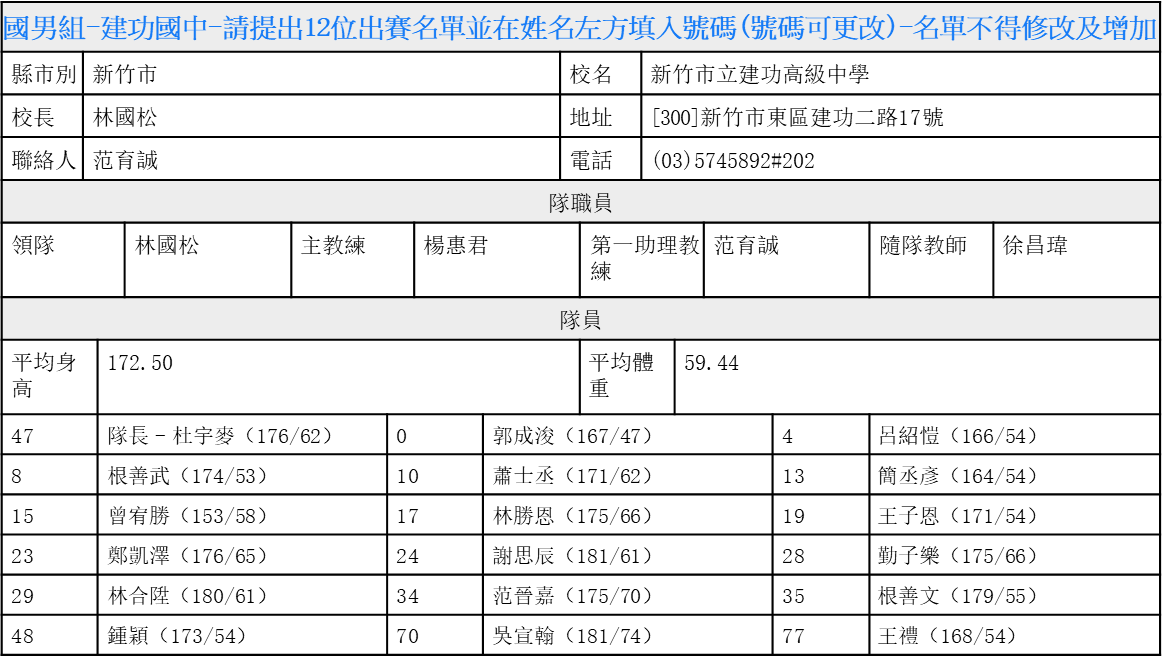 國男組-建功國中-請提出12位出賽名單並在姓名左方填入號碼(號碼可更改)-名單不得修改及增加
縣市別 新竹市 校名 新竹市立建功高級中學
校長 林國松 地址 [300]新竹市東區建功二路17號
聯絡人 范育誠 電話 (03)5745892#202
隊職員
領隊 林國松 主教練 楊惠君 第一助理教練 范育誠 隨隊教師 徐昌瑋
隊員
平均身高 172.50 平均體重 59.44
47 隊長－杜宇麥（176/62） 0 郭成浚（167/47） 4 呂紹愷（166/54）
8 根善武（174/53） 10 蕭士丞（171/62） 13 簡丞彥（164/54）
15 曾宥勝（153/58） 17 林勝恩（175/66） 19 王子恩（171/54）
23 鄭凱澤（176/65） 24 謝思辰（181/61） 28 勤子樂（175/66）
29 林合陞（180/61） 34 范晉嘉（175/70） 35 根善文（179/55）
48 鍾穎（173/54） 70 吳宣翰（181/74） 77 王禮（168/54）